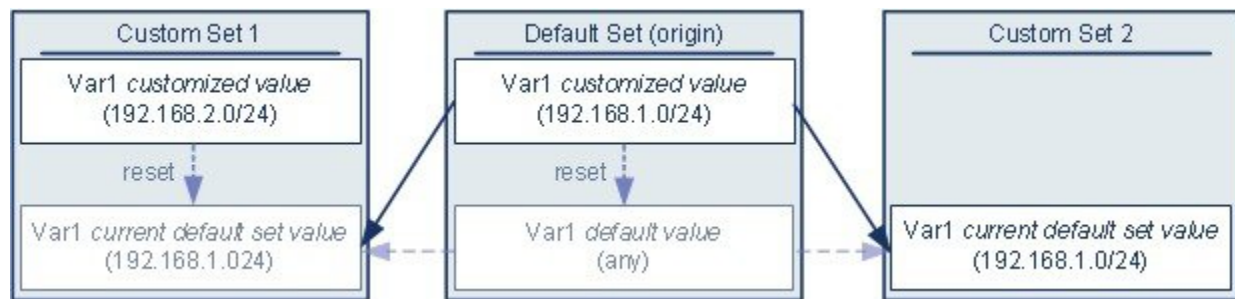 Custom Set 1
Var1 customized value
(192.168.2.0/24)
reset
Var1 current default set value
(192.168.1.024)
Default Set (origin)
Var1 customized value
(192.168.1.0/24)
reset
Var1 default value
(any)
Custom Set 2
Var1 current default set value
(192.168.1.0/24)